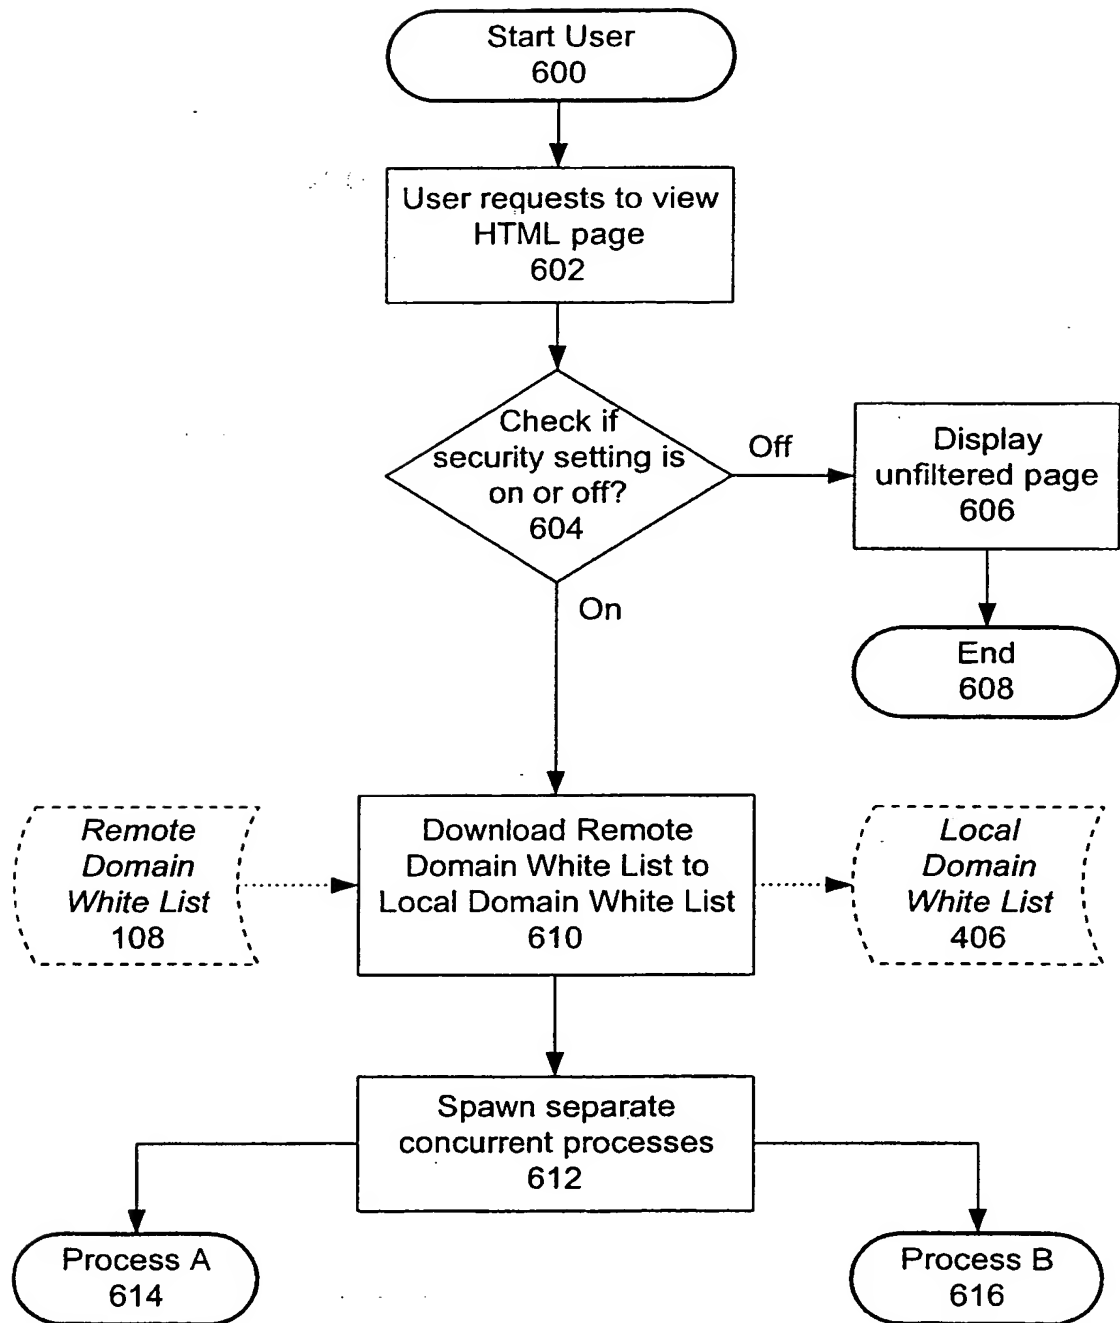 Start User
600
User requests to view
HTML page
602
Check if
security setting is
on or off?
604
Off
Display
unfiltered page
606
On
End
608
Remote
Domain
White List
108
Download Remote
Domain White List to
Local Domain White List
610
Local
Domain
White List
406
Spawn separate
concurrent processes
612
Process A
614
Process B
616